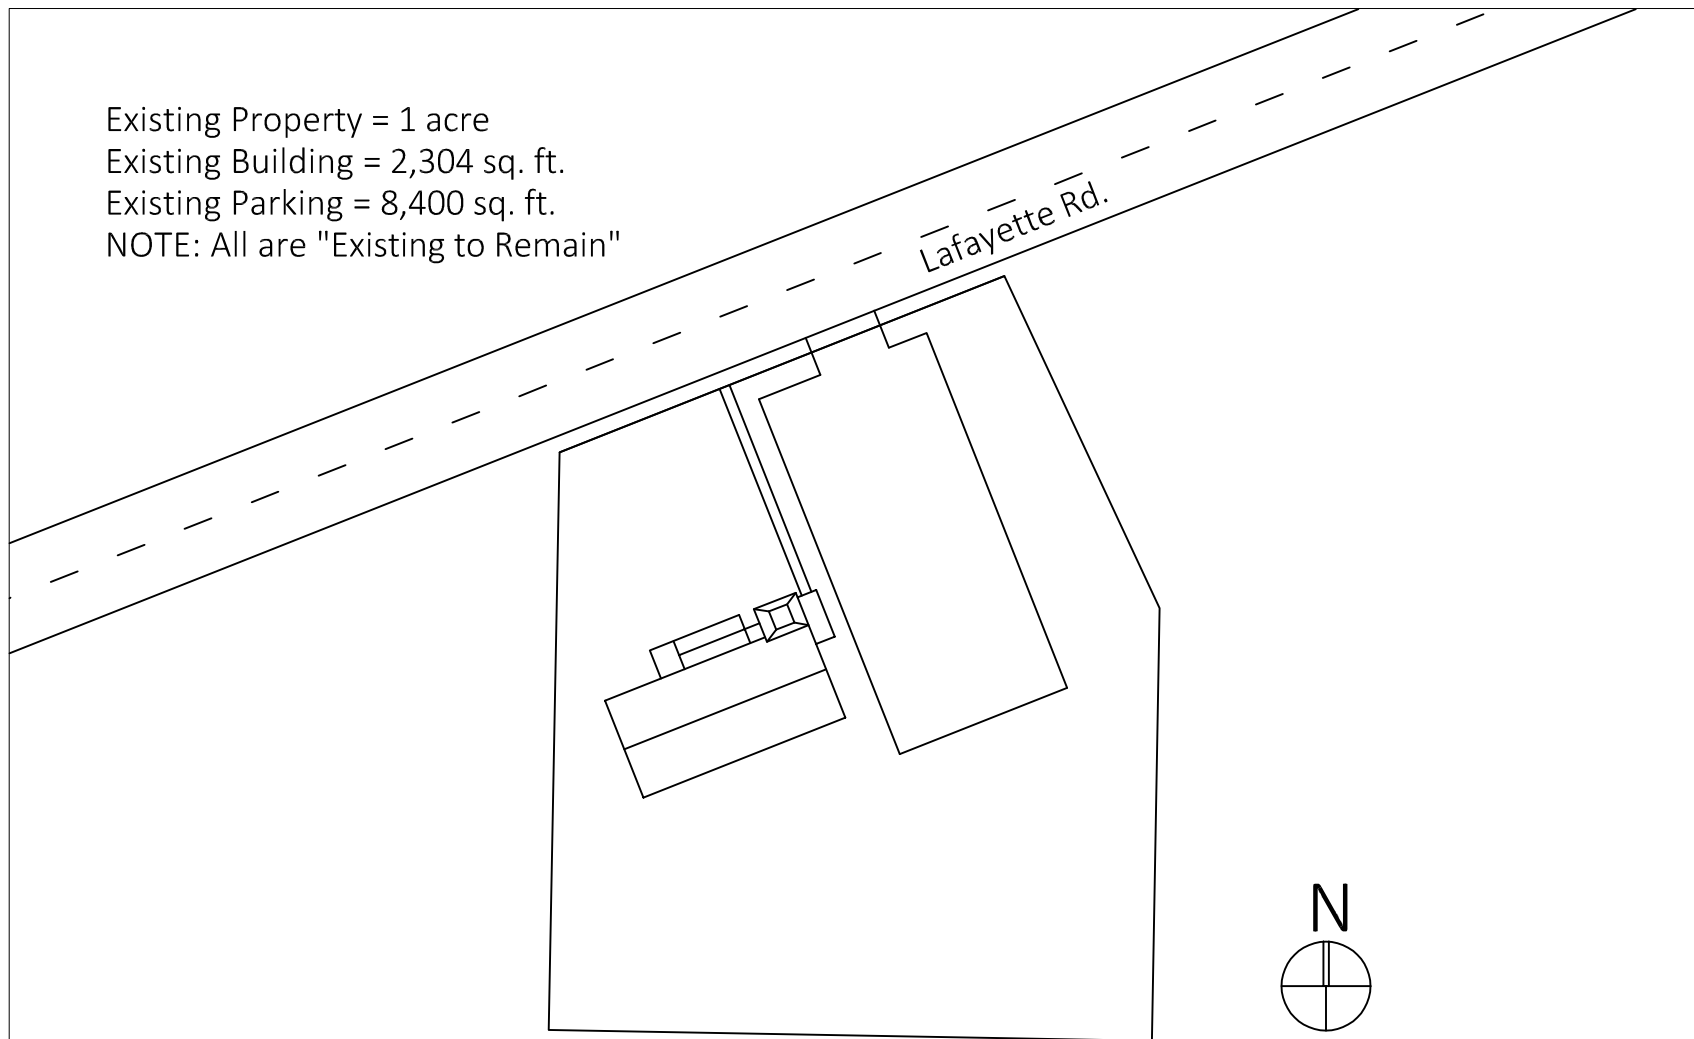 Existing Property = 1 acre
Existing Building = 2,304 sq. ft.
Existing Parking = 8,400 sq. ft.
NOTE: All are "Existing to Remain"
Lafayette Rd.
N